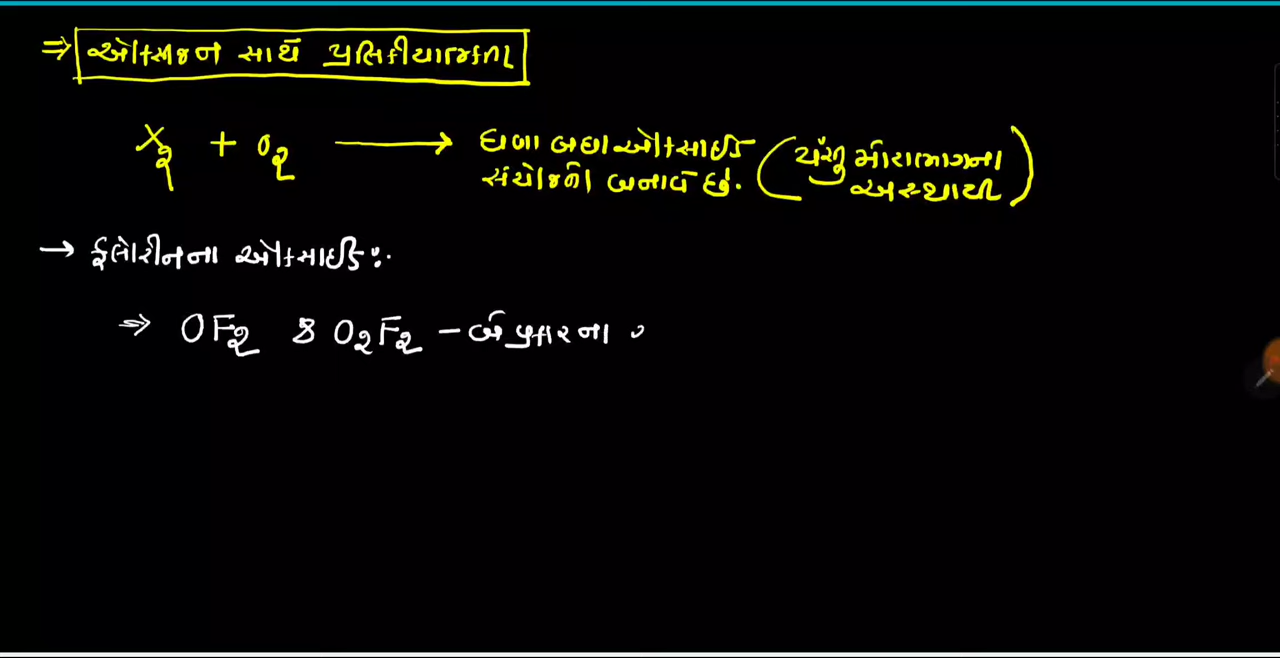 ⇒ ઓક્સિજન સાથે પ્રતિક્રીયાત્મકતા
X₂ + O₂ ⟶ ઘણા બધા ઓક્સાઈડ (પરંતુ મોટાભાગના
સંયોજનો બનાવે છે. અસ્થાયી)
→ ફ્લોરીનના ઓક્સાઈડ :-
⇒ OF₂ & O₂F₂ – બે પ્રકારના